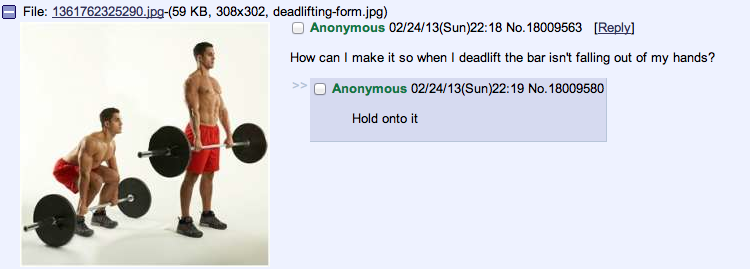 File: 1361762325290.jpg-(59 KB, 308x302, deadlifting-form.jpg)
Anonymous 02/24/13(Sun)22:18 No.18009563 [Reply]
How can I make it so when I deadlift the bar isn't falling out of my hands?
>> Anonymous 02/24/13(Sun)22:19 No.18009580
Hold onto it